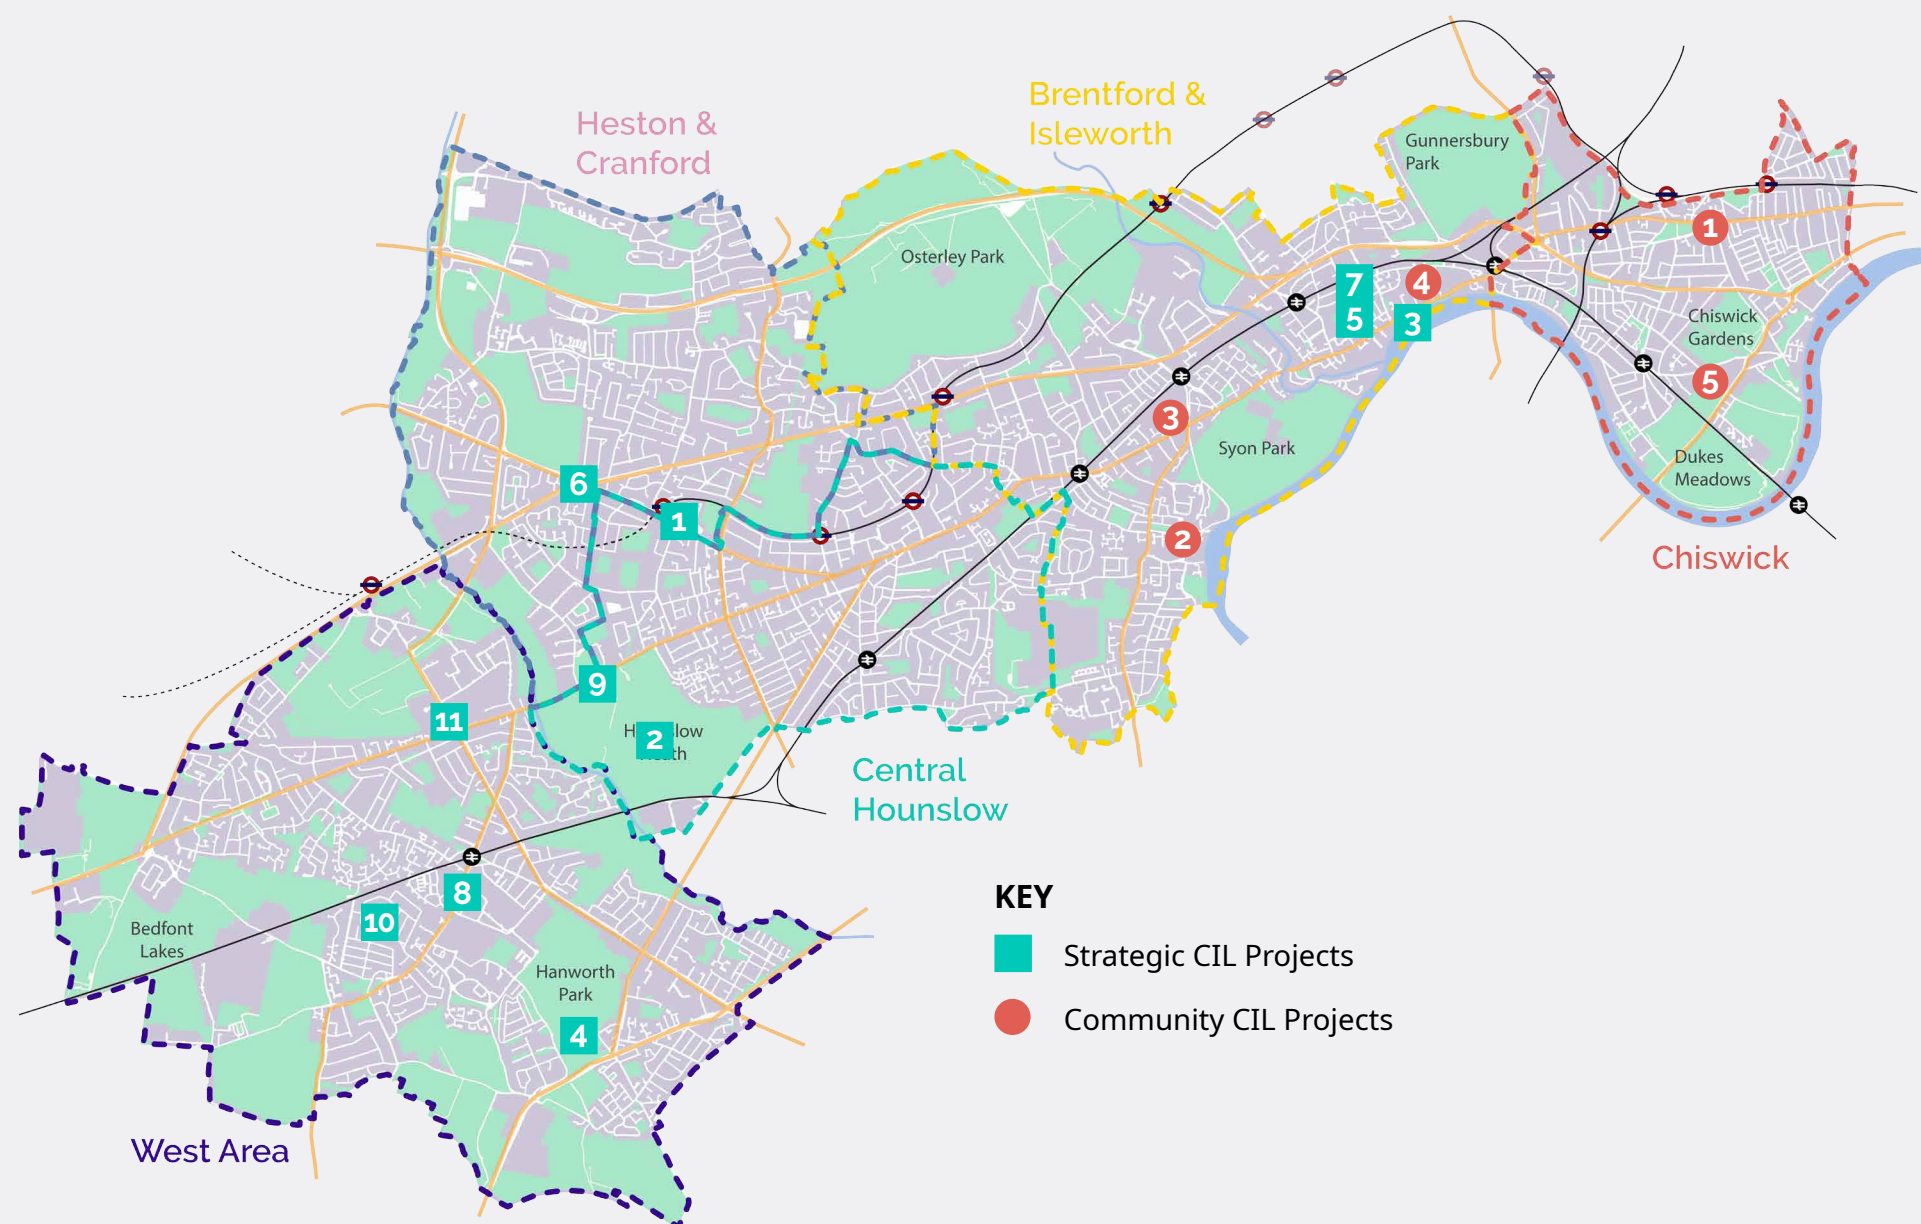 Heston &
Cranford
Brentford &
Isleworth
Gunnersbury
Park
Osterley Park
1
7
5
4
3
Chiswick
Gardens
5
3
Syon Park
Dukes
Meadows
6
1
2
Chiswick
9
11
2
Central
Hounslow
8
10
Bedfont
Lakes
Hanworth
Park
4
West Area
KEY
Strategic CIL Projects
Community CIL Projects